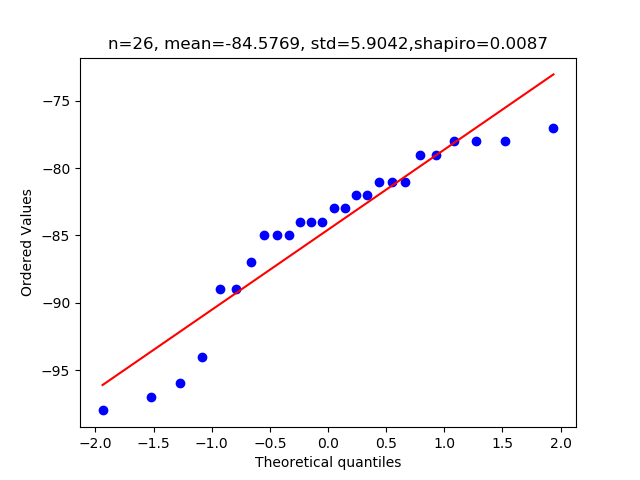 n=26, mean=-84.5769, std=5.9042,shapiro=0.0087
Ordered Values
−75
−80
−85
−90
−95
−2.0 −1.5 −1.0 −0.5 0.0 0.5 1.0 1.5 2.0
Theoretical quantiles